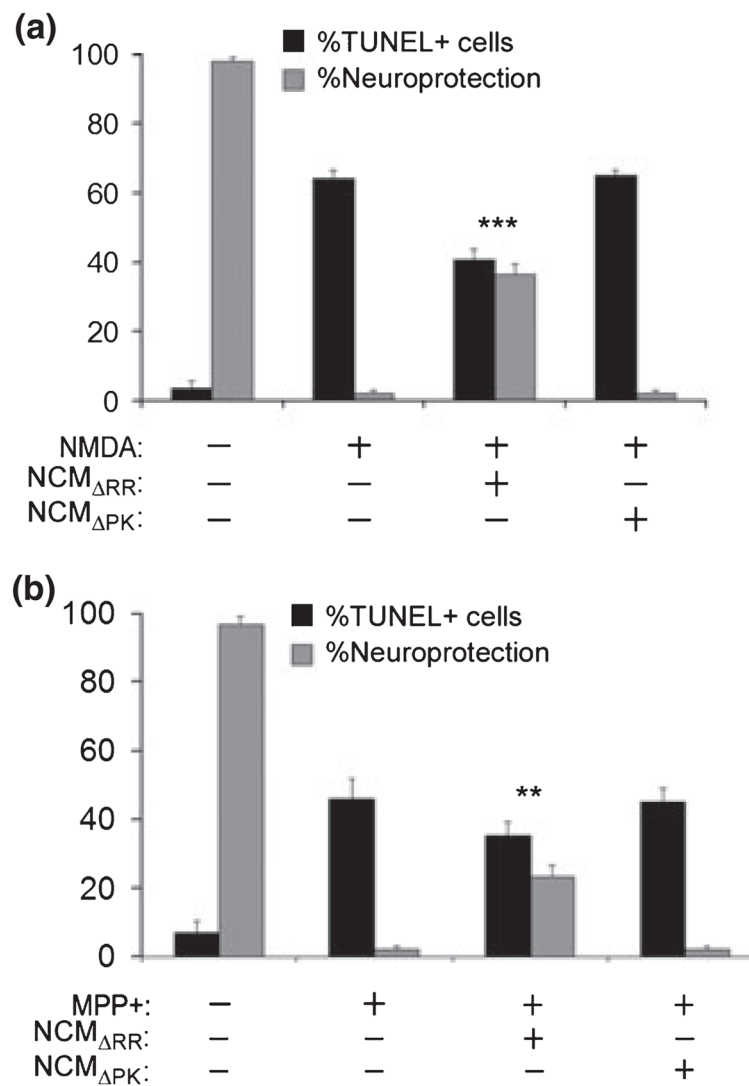 (a)
%TUNEL+ cells
%Neuroprotection
100
80
60
40
20
0
***
NMDA: – + + +
NCMΔRR: – – + –
NCMΔPK: – – – +
(b)
%TUNEL+ cells
%Neuroprotection
100
80
60
40
20
0
**
MPP+: – + + +
NCMΔRR: – – + –
NCMΔPK: – – – +